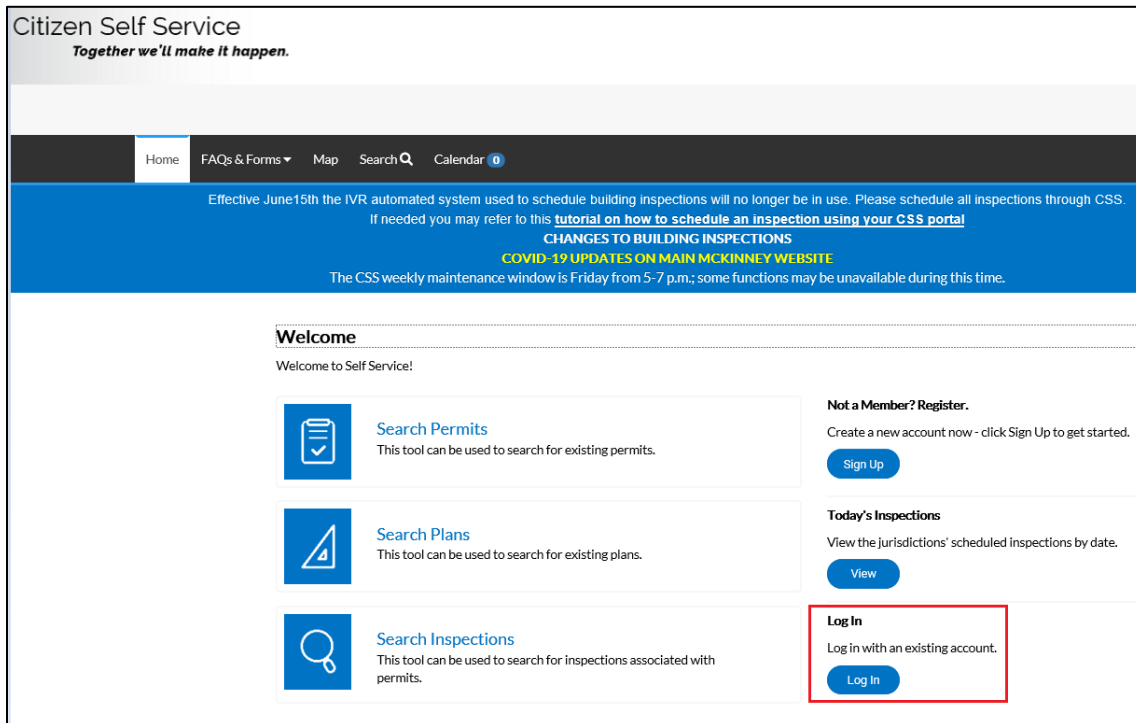 Citizen Self Service
Together we'll make it happen.
Home FAQs & Forms Map Search Calendar 0
Effective June15th the IVR automated system used to schedule building inspections will no longer be in use. Please schedule all inspections through CSS.
If needed you may refer to this tutorial on how to schedule an inspection using your CSS portal
CHANGES TO BUILDING INSPECTIONS
COVID-19 UPDATES ON MAIN MCKINNEY WEBSITE
The CSS weekly maintenance window is Friday from 5-7 p.m.; some functions may be unavailable during this time.
Welcome
Welcome to Self Service!
Search Permits
This tool can be used to search for existing permits.
Search Plans
This tool can be used to search for existing plans.
Search Inspections
This tool can be used to search for inspections associated with
permits.
Not a Member? Register.
Create a new account now - click Sign Up to get started.
Sign Up
Today's Inspections
View the jurisdictions' scheduled inspections by date.
View
Log In
Log in with an existing account.
Log In